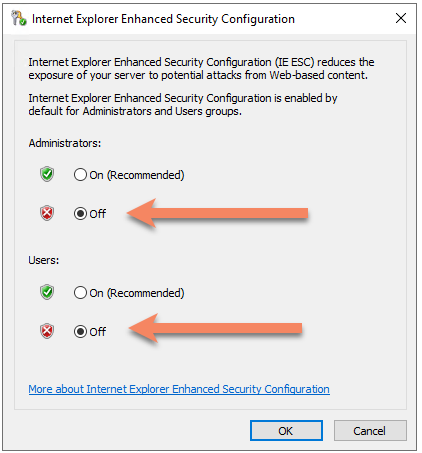 Internet Explorer Enhanced Security Configuration
Internet Explorer Enhanced Security Configuration (IE ESC) reduces the
exposure of your server to potential attacks from Web-based content.
Internet Explorer Enhanced Security Configuration is enabled by
default for Administrators and Users groups.
Administrators:
On (Recommended)
Off
Users:
On (Recommended)
Off
More about Internet Explorer Enhanced Security Configuration
OK
Cancel